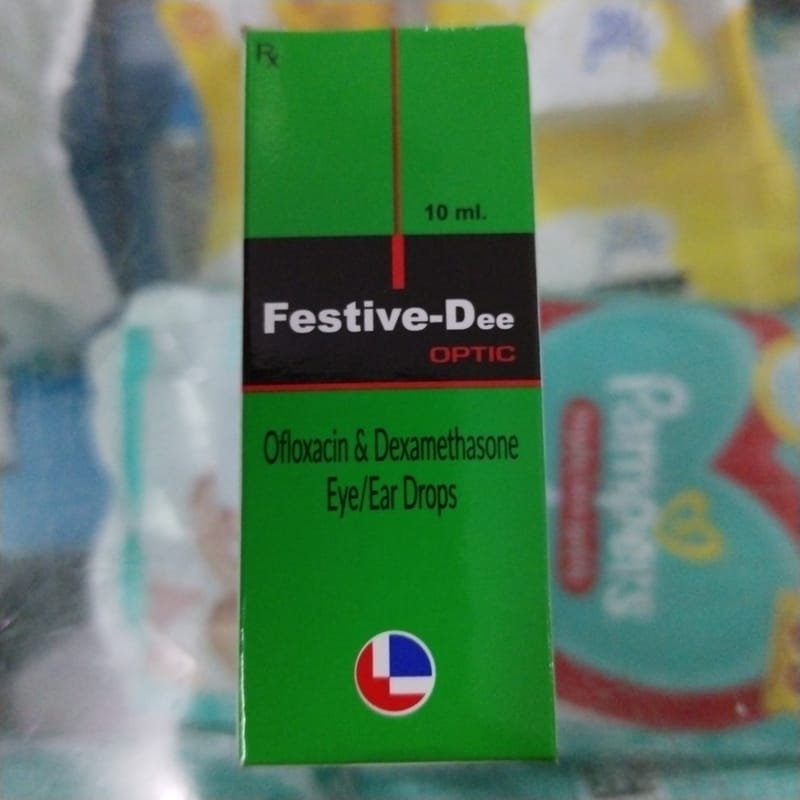 Rx
10 ml.
Festive-Dee
OPTIC
Ofloxacin & Dexamethasone
Eye/Ear Drops
Pampers